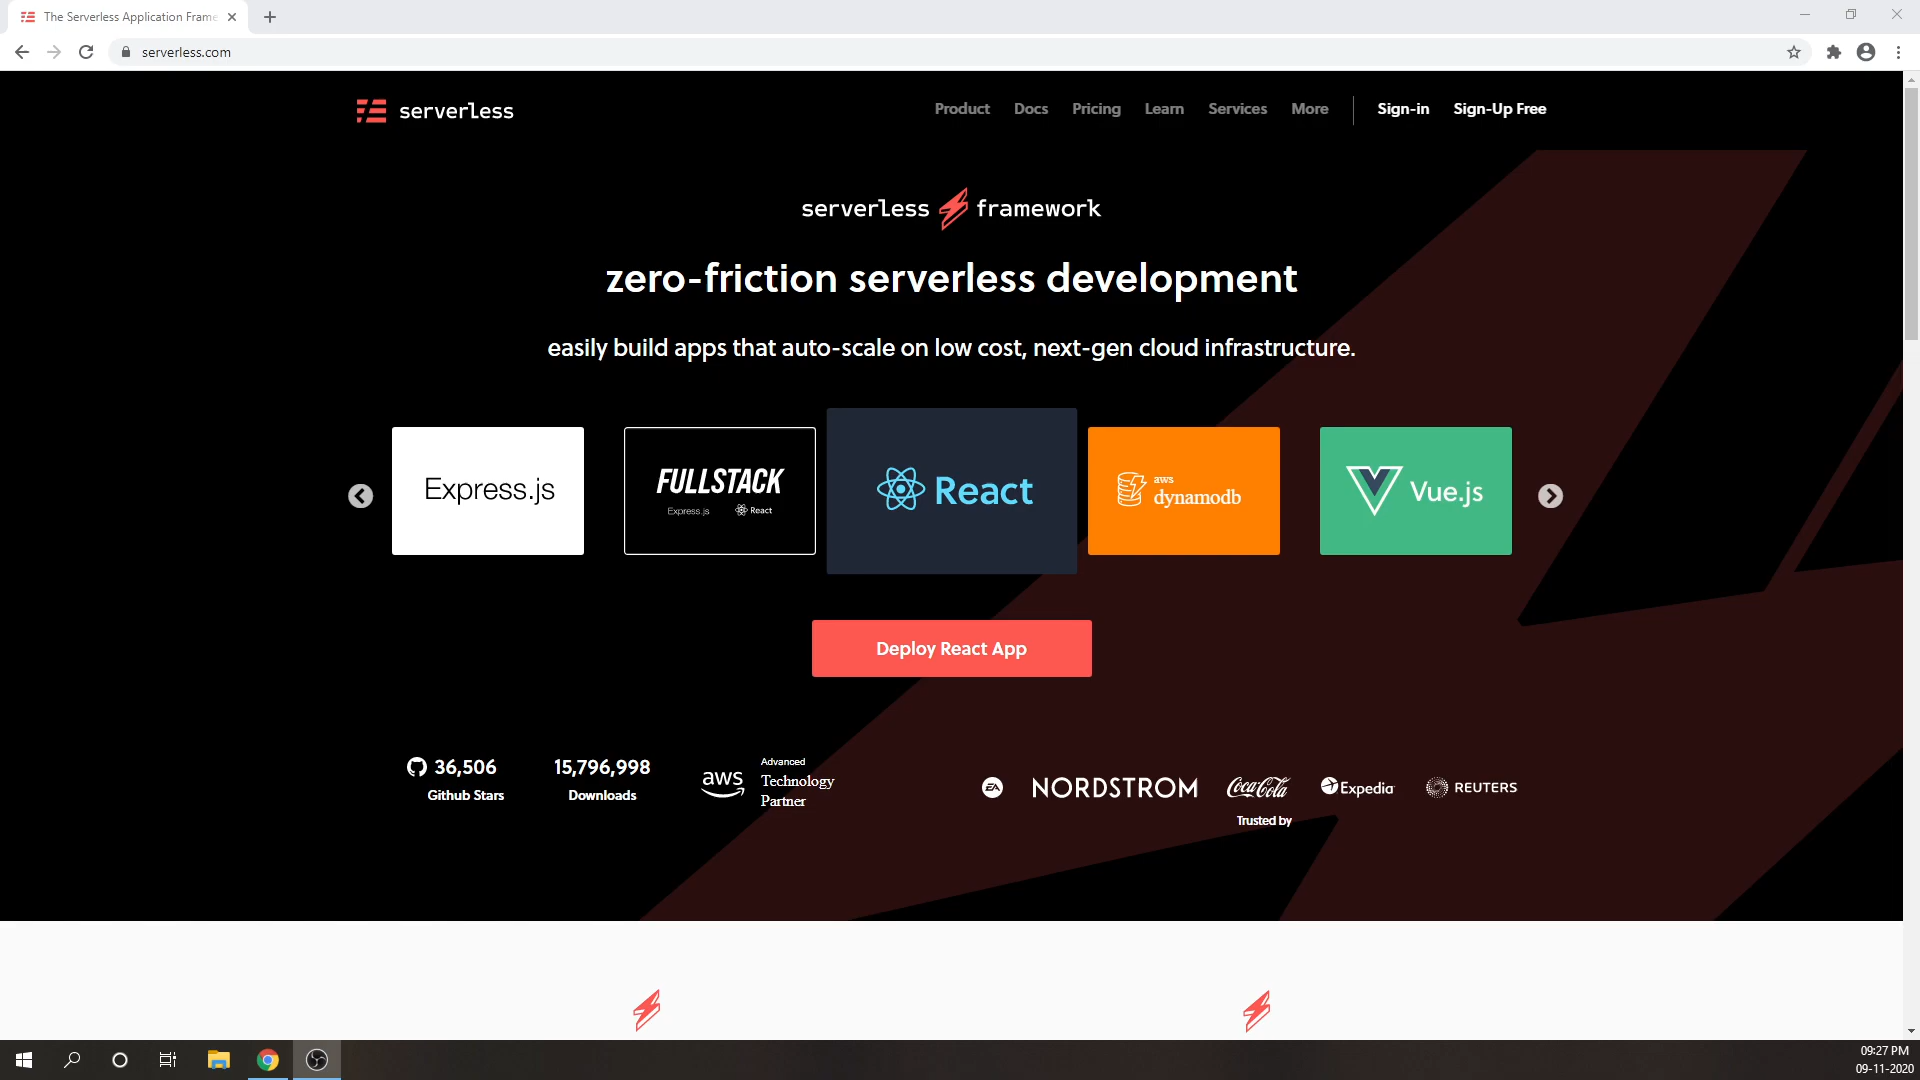 The Serverless Application Frame
serverless.com
serverless
Product Docs Pricing Learn Services More Sign-in Sign-Up Free
serverless framework
zero-friction serverless development
easily build apps that auto-scale on low cost, next-gen cloud infrastructure.
Express.js
FULLSTACK
Express.js React
React
aws
dynamodb
Vue.js
Deploy React App
36,506
Github Stars
15,796,998
Downloads
aws
Advanced
Technology
Partner
EA NORDSTROM Coca-Cola Expedia REUTERS
Trusted by
09:27 PM
09-11-2020